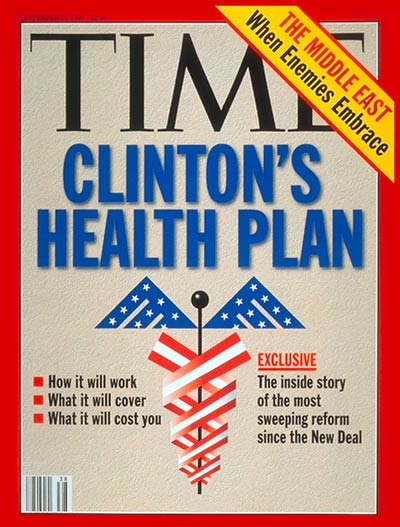 TIME
THE MIDDLE EAST
When Enemies Embrace
CLINTON'S
HEALTH PLAN
How it will work
What it will cover
What it will cost you
EXCLUSIVE
The inside story
of the most
sweeping reform
since the New Deal
38